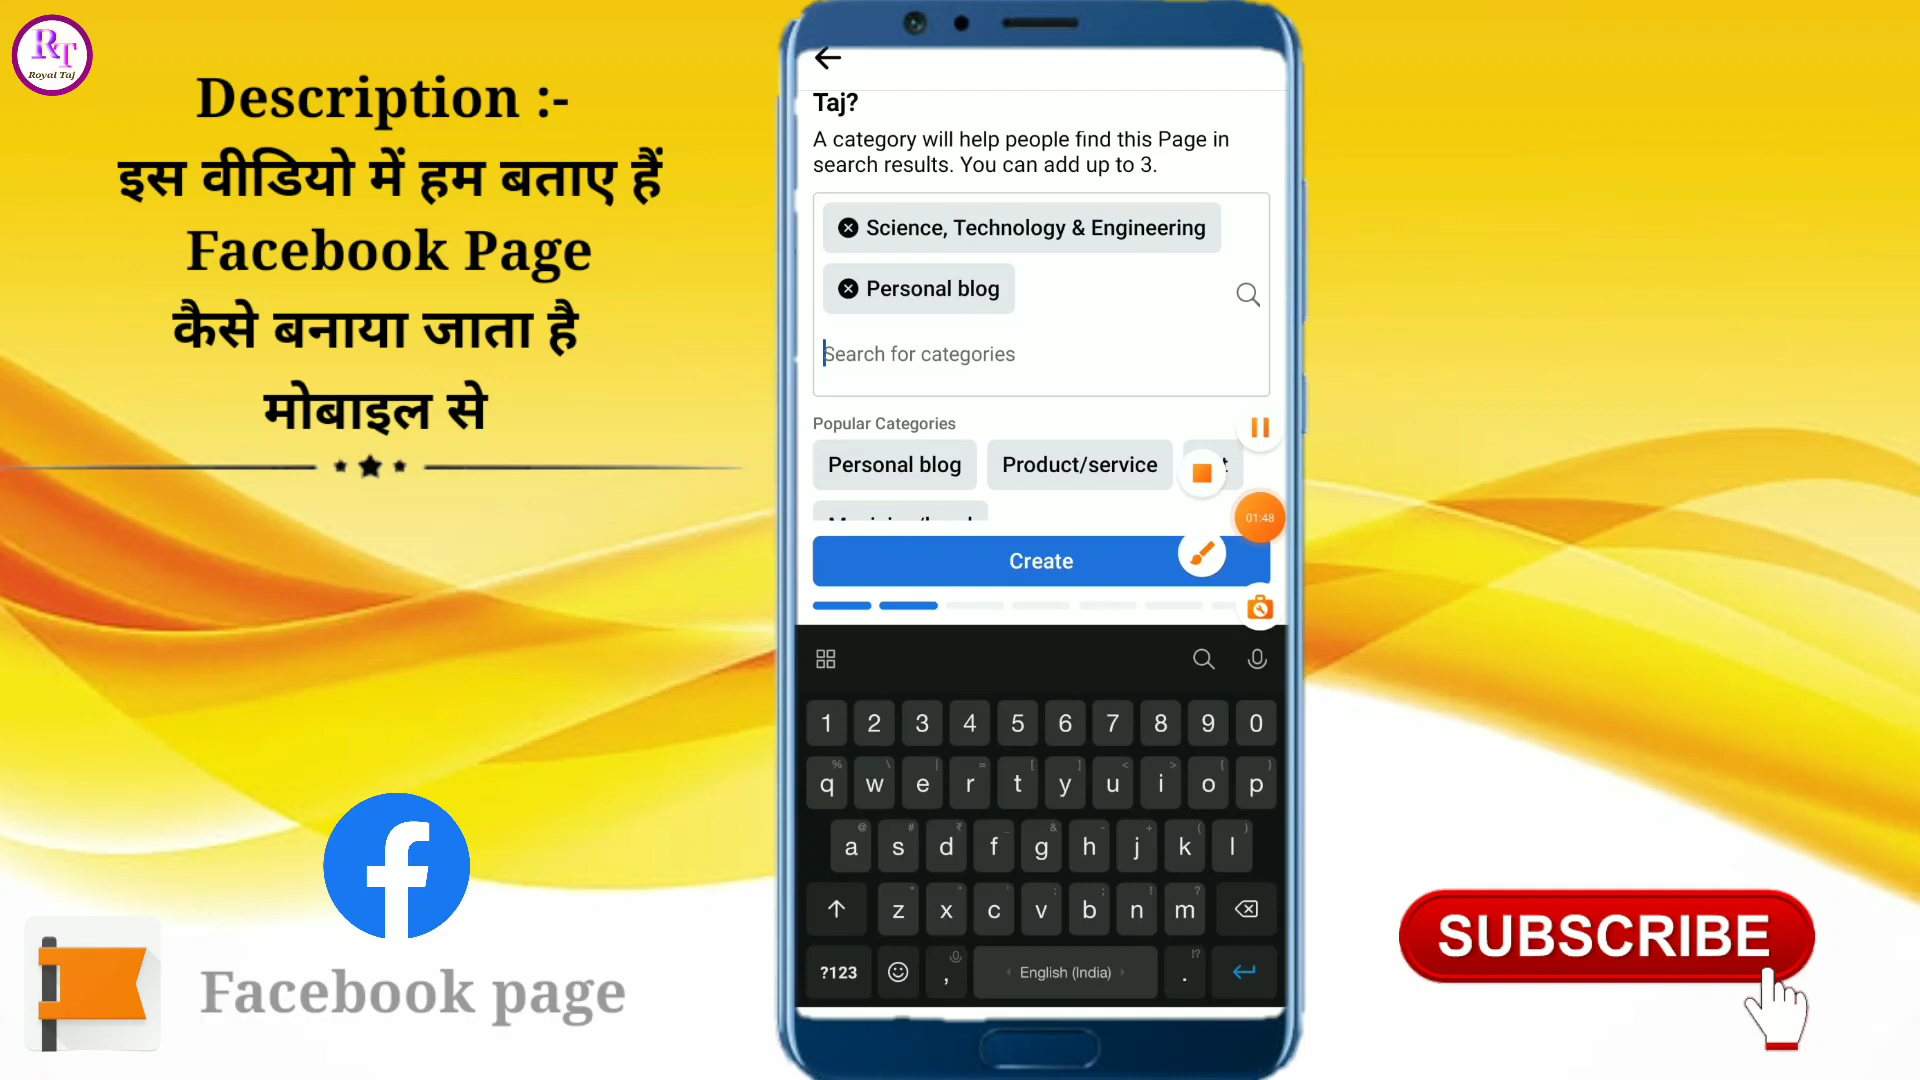 RT
Royal Taj
Description :-
इस वीडियो में हम बताए हैं
Facebook Page
कैसे बनाया जाता है
मोबाइल से
Facebook page
Taj?
A category will help people find this Page in
search results. You can add up to 3.
Science, Technology & Engineering
Personal blog
Search for categories
Popular Categories
Personal blog Product/service
01:48
Create
1 2 3 4 5 6 7 8 9 0
q w e r t y u i o p
a s d f g h j k l
z x c v b n m
?123 , English (India) .
SUBSCRIBE